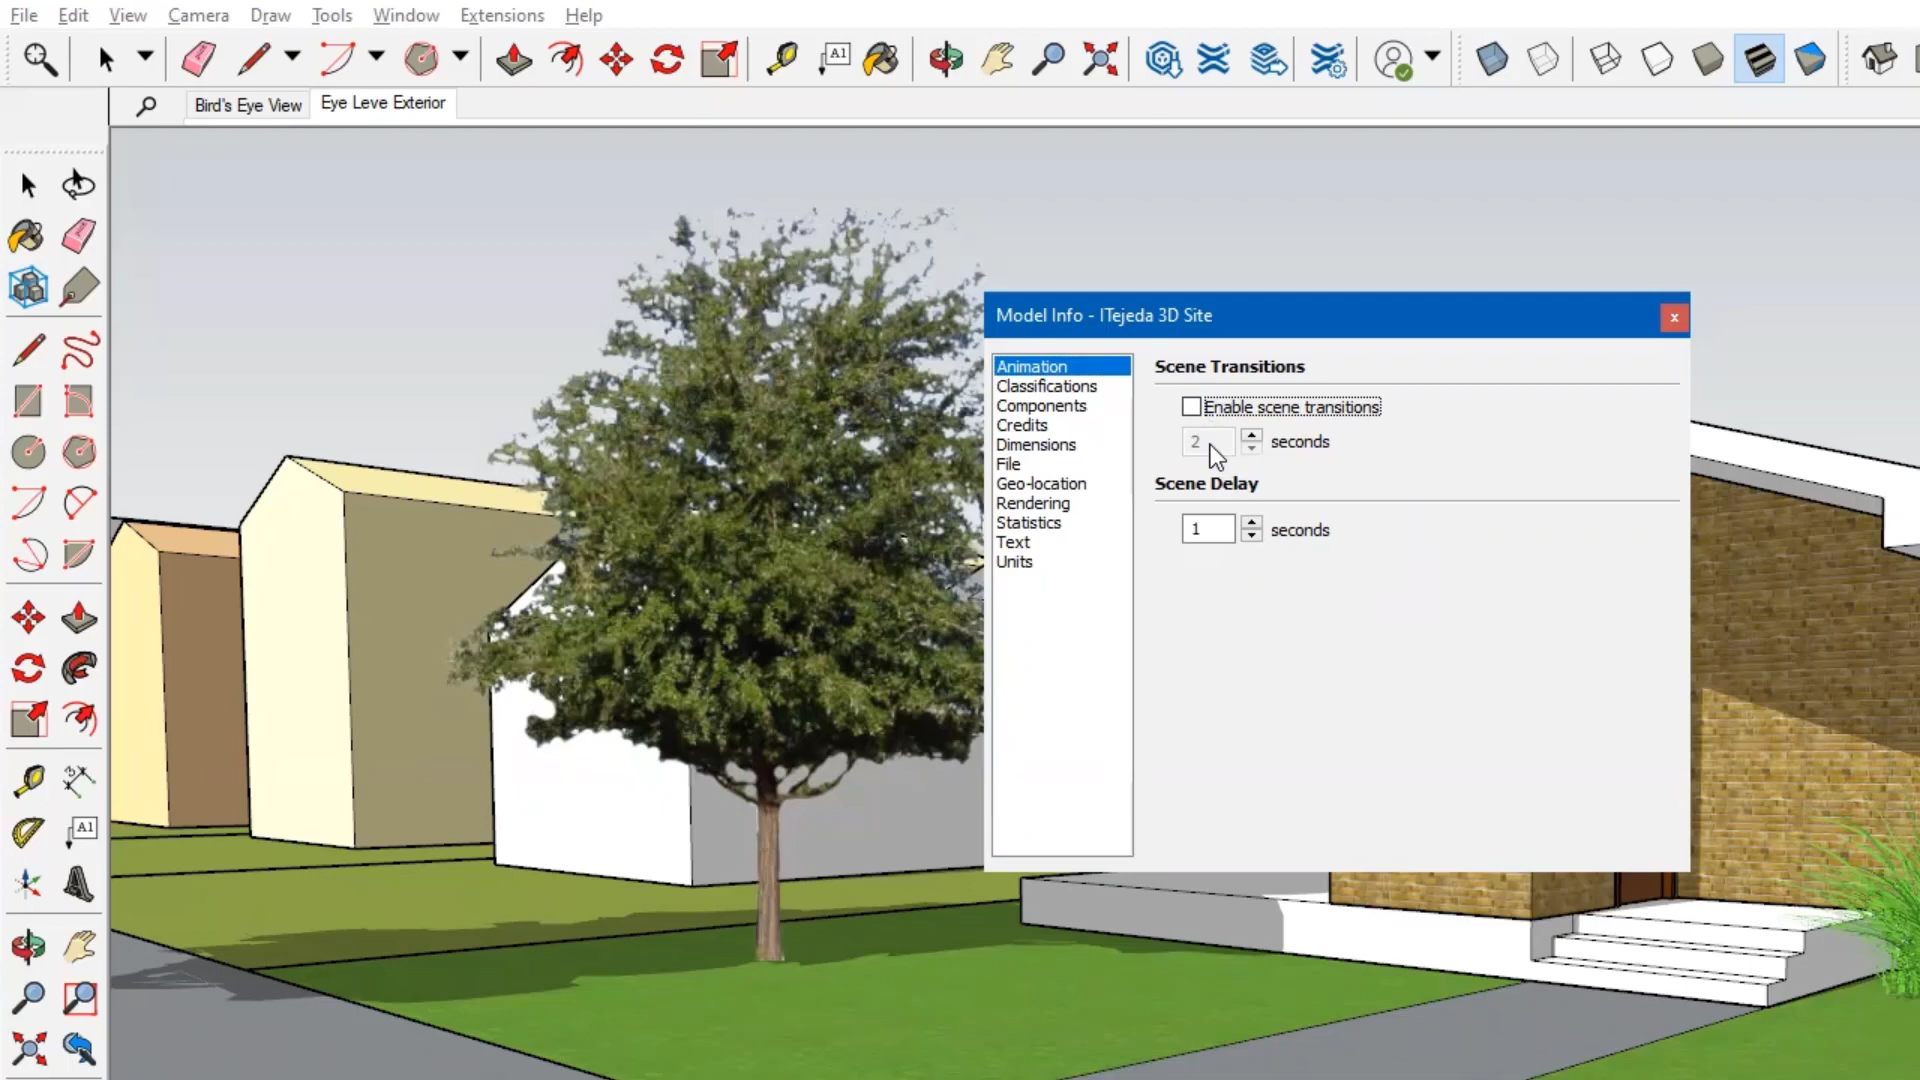 File Edit View Camera Draw Tools Window Extensions Help
A1
Bird's Eye View Eye Leve Exterior
Model Info - ITejeda 3D Site
x
Animation
Classifications
Components
Credits
Dimensions
File
Geo-location
Rendering
Statistics
Text
Units
Scene Transitions
Enable scene transitions
2 seconds
Scene Delay
1 seconds
A1